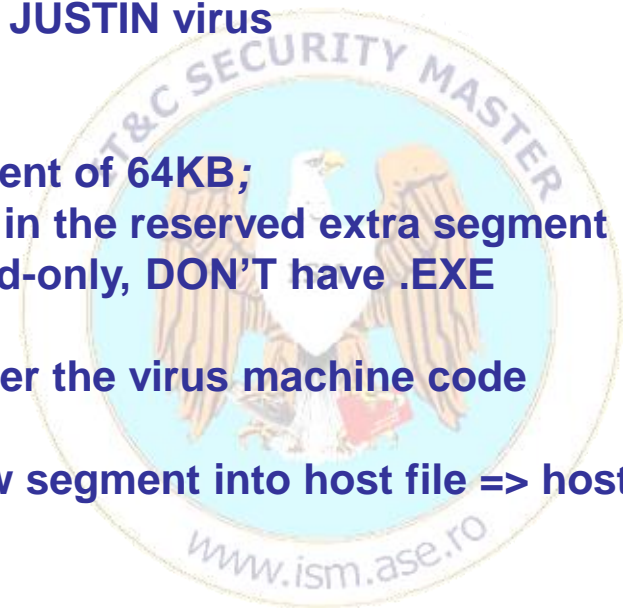 JUSTIN virus
IT&C SECURITY MASTER
ent of 64KB;
in the reserved extra segment
d-only, DON'T have .EXE
er the virus machine code
w segment into host file => host
www.ism.ase.ro